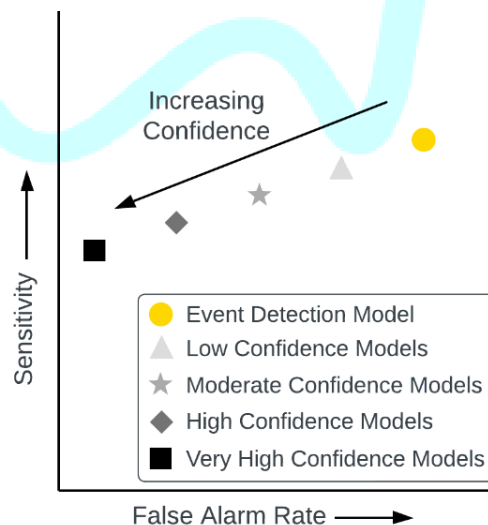 Increasing
Confidence
Sensitivity
Event Detection Model
Low Confidence Models
Moderate Confidence Models
High Confidence Models
Very High Confidence Models
False Alarm Rate